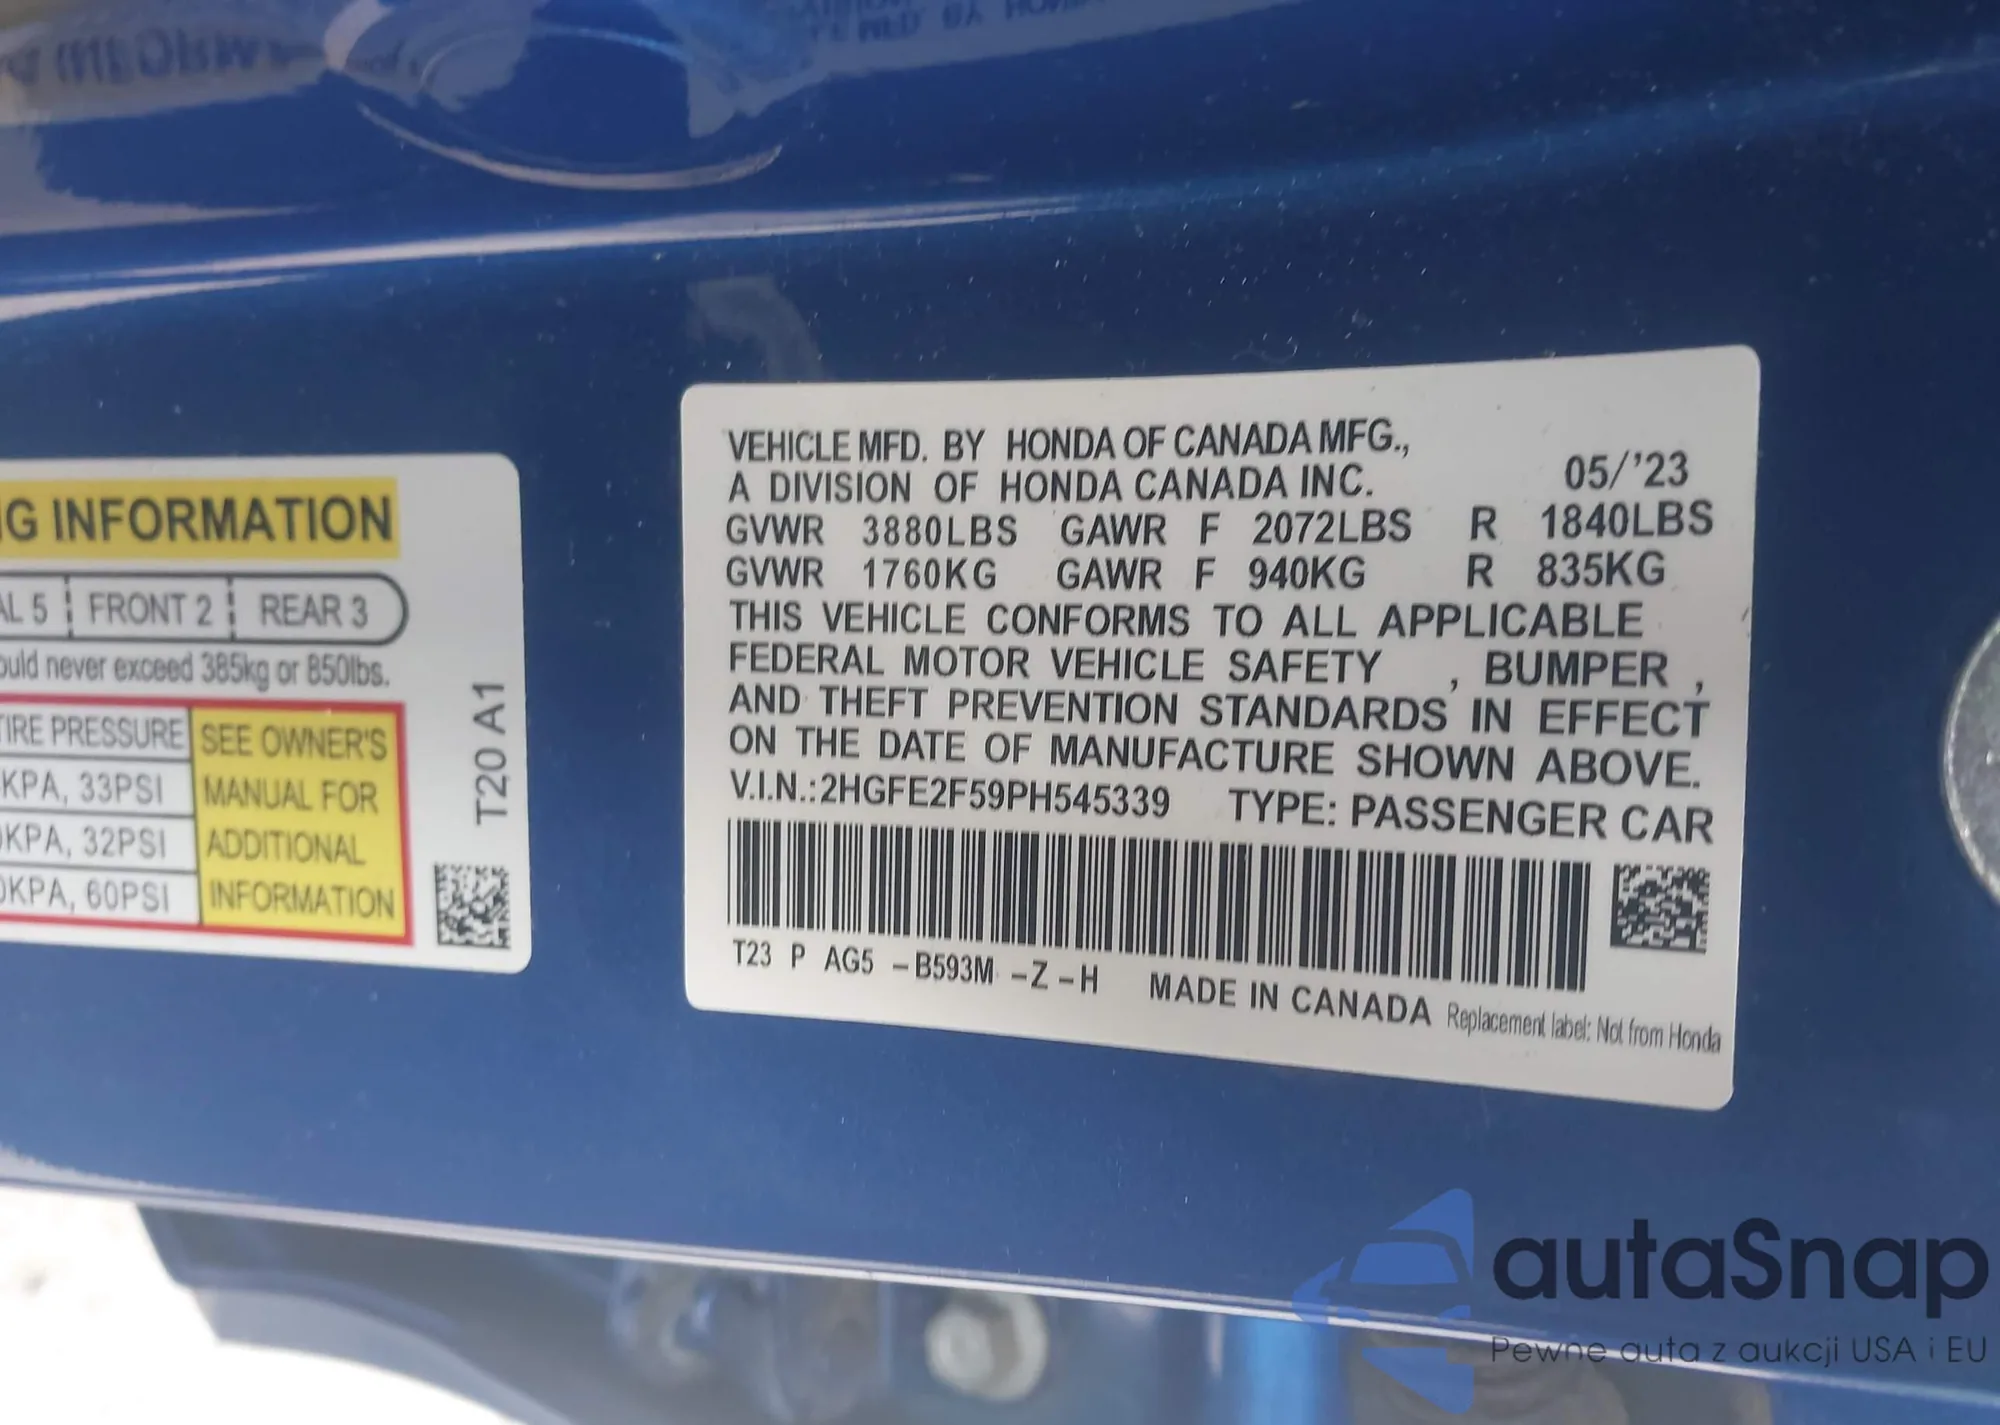 G INFORMATION
AL 5 FRONT 2 REAR 3
ould never exceed 385kg or 850lbs.
TIRE PRESSURE
KPA, 33PSI
0KPA, 32PSI
0KPA, 60PSI
SEE OWNER'S
MANUAL FOR
ADDITIONAL
INFORMATION
T20 A1
VEHICLE MFD. BY HONDA OF CANADA MFG.,
A DIVISION OF HONDA CANADA INC. 05/'23
GVWR 3880LBS GAWR F 2072LBS R 1840LBS
GVWR 1760KG GAWR F 940KG R 835KG
THIS VEHICLE CONFORMS TO ALL APPLICABLE
FEDERAL MOTOR VEHICLE SAFETY , BUMPER ,
AND THEFT PREVENTION STANDARDS IN EFFECT
ON THE DATE OF MANUFACTURE SHOWN ABOVE.
V.I.N.:2HGFE2F59PH545339 TYPE: PASSENGER CAR
T23 P AG5 -B593M -Z-H MADE IN CANADA Replacement label: Not from Honda
autaSnap
Pewne auta z aukcji USA i EU